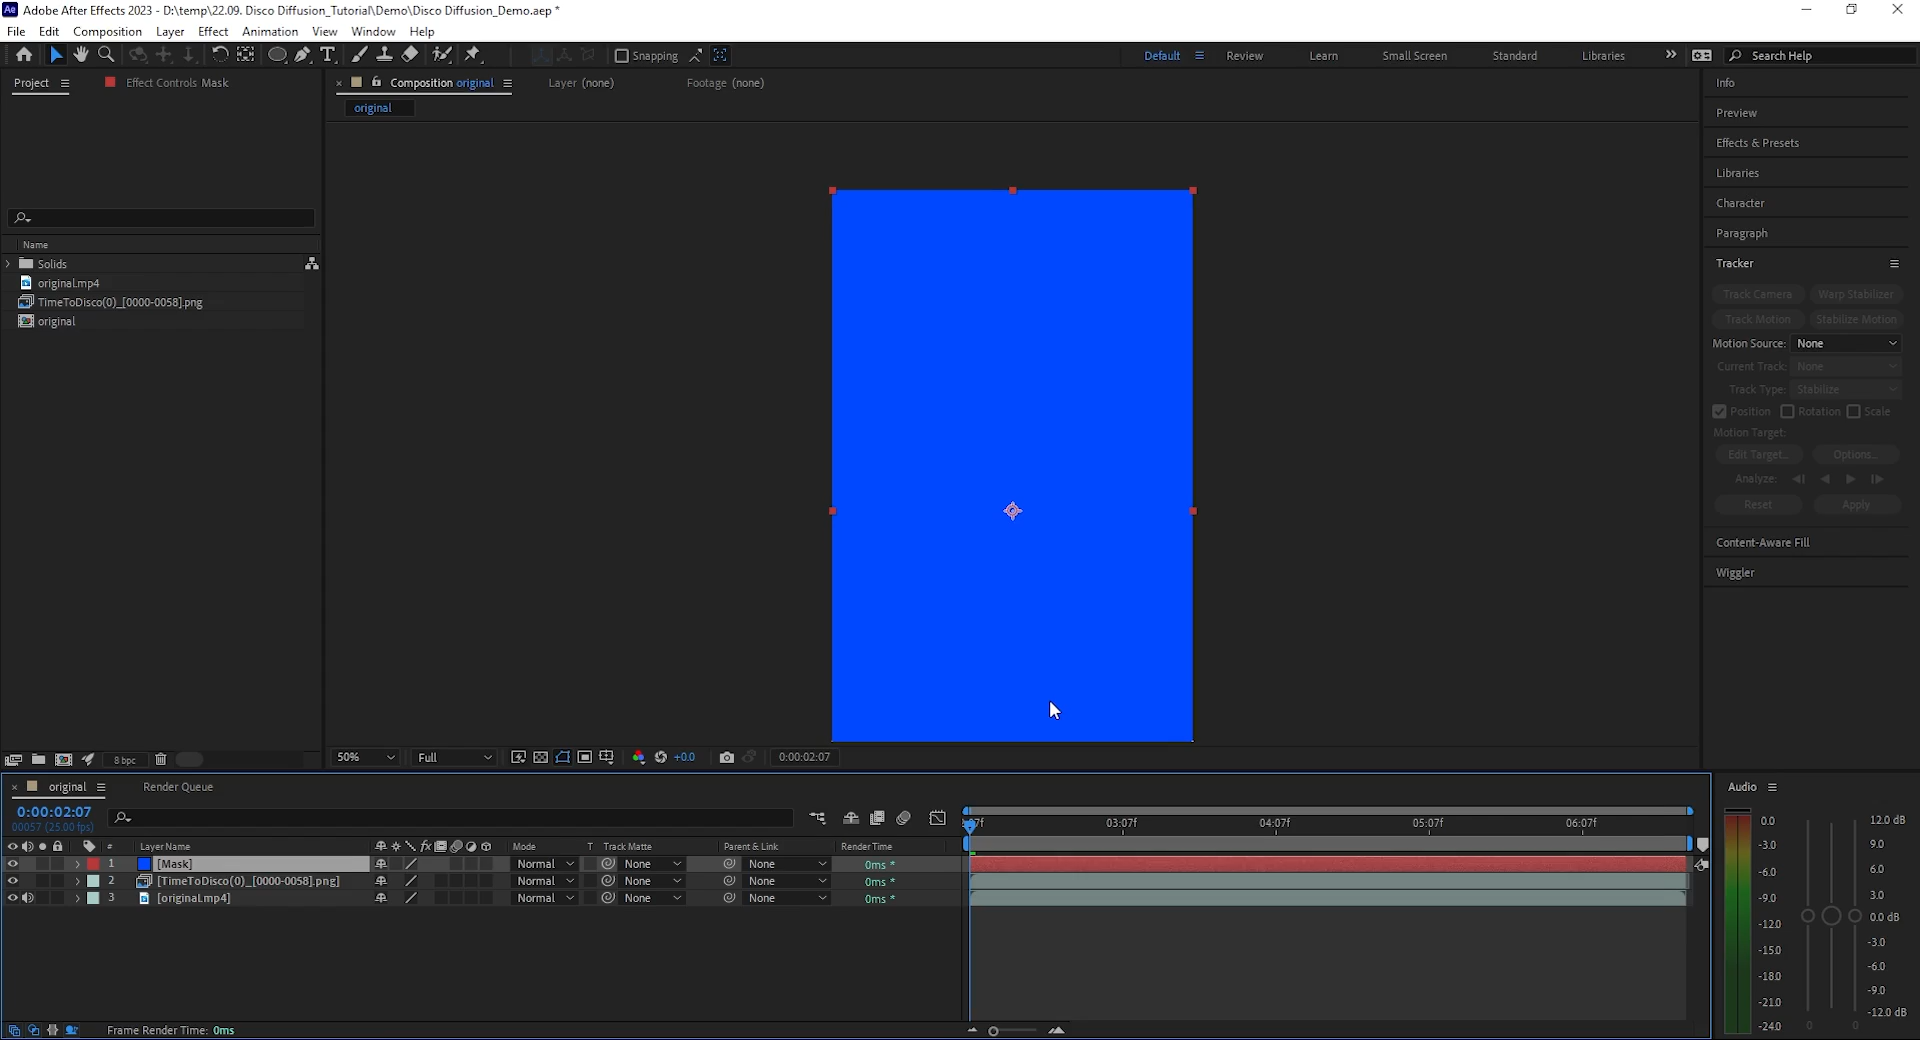 Adobe After Effects 2023 - D:\temp\22.09. Disco Diffusion_Tutorial\Demo\Disco Diffusion_Demo.aep *
File Edit Composition Layer Effect Animation View Window Help
Snapping Default Review Learn Small Screen Standard Libraries Search Help
Project Effect Controls Mask
Composition original Layer (none) Footage (none)
original
Name
Solids
original.mp4
TimeToDisco(0)_[0000-0058].png
original
8 bpc
50% Full +0.0 0:00:02:07
Info
Preview
Effects & Presets
Libraries
Character
Paragraph
Tracker
Track Camera Warp Stabilizer
Track Motion Stabilize Motion
Motion Source: None
Current Track: None
Track Type: Stabilize
Position Rotation Scale
Motion Target:
Edit Target... Options...
Analyze:
Reset Apply
Content-Aware Fill
Wiggler
original Render Queue
0:00:02:07
00057 (25.00 fps)
:07f 03:07f 04:07f 05:07f 06:07f
# Layer Name Mode T Track Matte Parent & Link Render Time
1 [Mask] Normal None None 0ms *
2 [TimeToDisco(0)_[0000-0058].png] Normal None None 0ms *
3 [original.mp4] Normal None None 0ms *
Frame Render Time: 0ms
Audio
0.0
-3.0
-6.0
-9.0
-12.0
-15.0
-18.0
-21.0
-24.0
12.0 dB
9.0
6.0
3.0
0.0 dB
-3.0
-6.0
-9.0
-12.0 dB
0 0